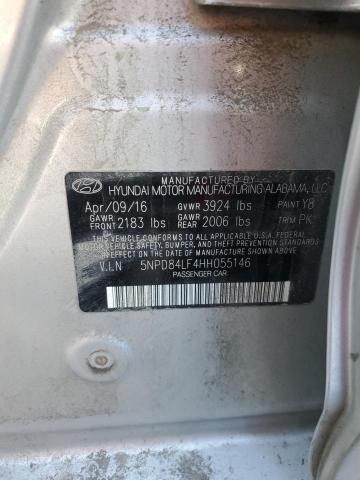 MANUFACTURED BY
HYUNDAI MOTOR MANUFACTURING ALABAMA, LLC
Apr/09/16 GVWR 3924 lbs PAINT Y8
GAWR FRONT 2183 lbs GAWR REAR 2006 lbs TRIM PK
THIS VEHICLE CONFORMS TO ALL APPLICABLE U.S.A. FEDERAL
MOTOR VEHICLE SAFETY, BUMPER, AND THEFT PREVENTION
STANDARDS IN EFFECT ON THE DATE OF MANUFACTURE
SHOWN ABOVE.
V.I.N 5NPD84LF4HH055146
PASSENGER CAR